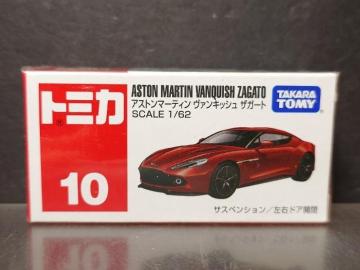 トミカ
10
ASTON MARTIN VANQUISH ZAGATO
アストンマーティン ヴァンキッシュ ザガート
SCALE 1/62
TAKARA
TOMY
サスペンション／左右ドア開閉